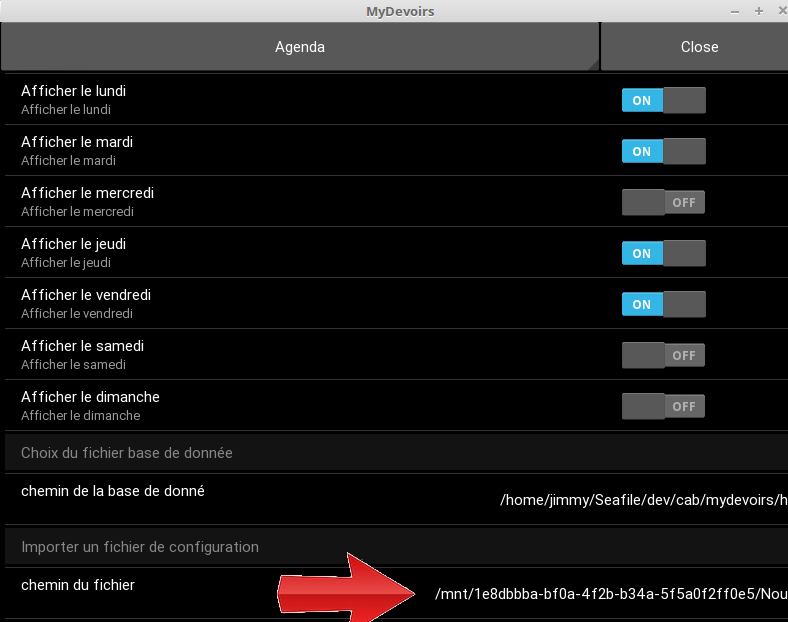 MyDevoirs
Agenda
Close
Afficher le lundi
Afficher le lundi
ON
Afficher le mardi
Afficher le mardi
ON
Afficher le mercredi
Afficher le mercredi
OFF
Afficher le jeudi
Afficher le jeudi
ON
Afficher le vendredi
Afficher le vendredi
ON
Afficher le samedi
Afficher le samedi
OFF
Afficher le dimanche
Afficher le dimanche
OFF
Choix du fichier base de donnée
chemin de la base de donné
/home/jimmy/Seafile/dev/cab/mydevoirs/h
Importer un fichier de configuration
chemin du fichier
/mnt/1e8dbbba-bf0a-4f2b-b34a-5f5a0f2ff0e5/Nou